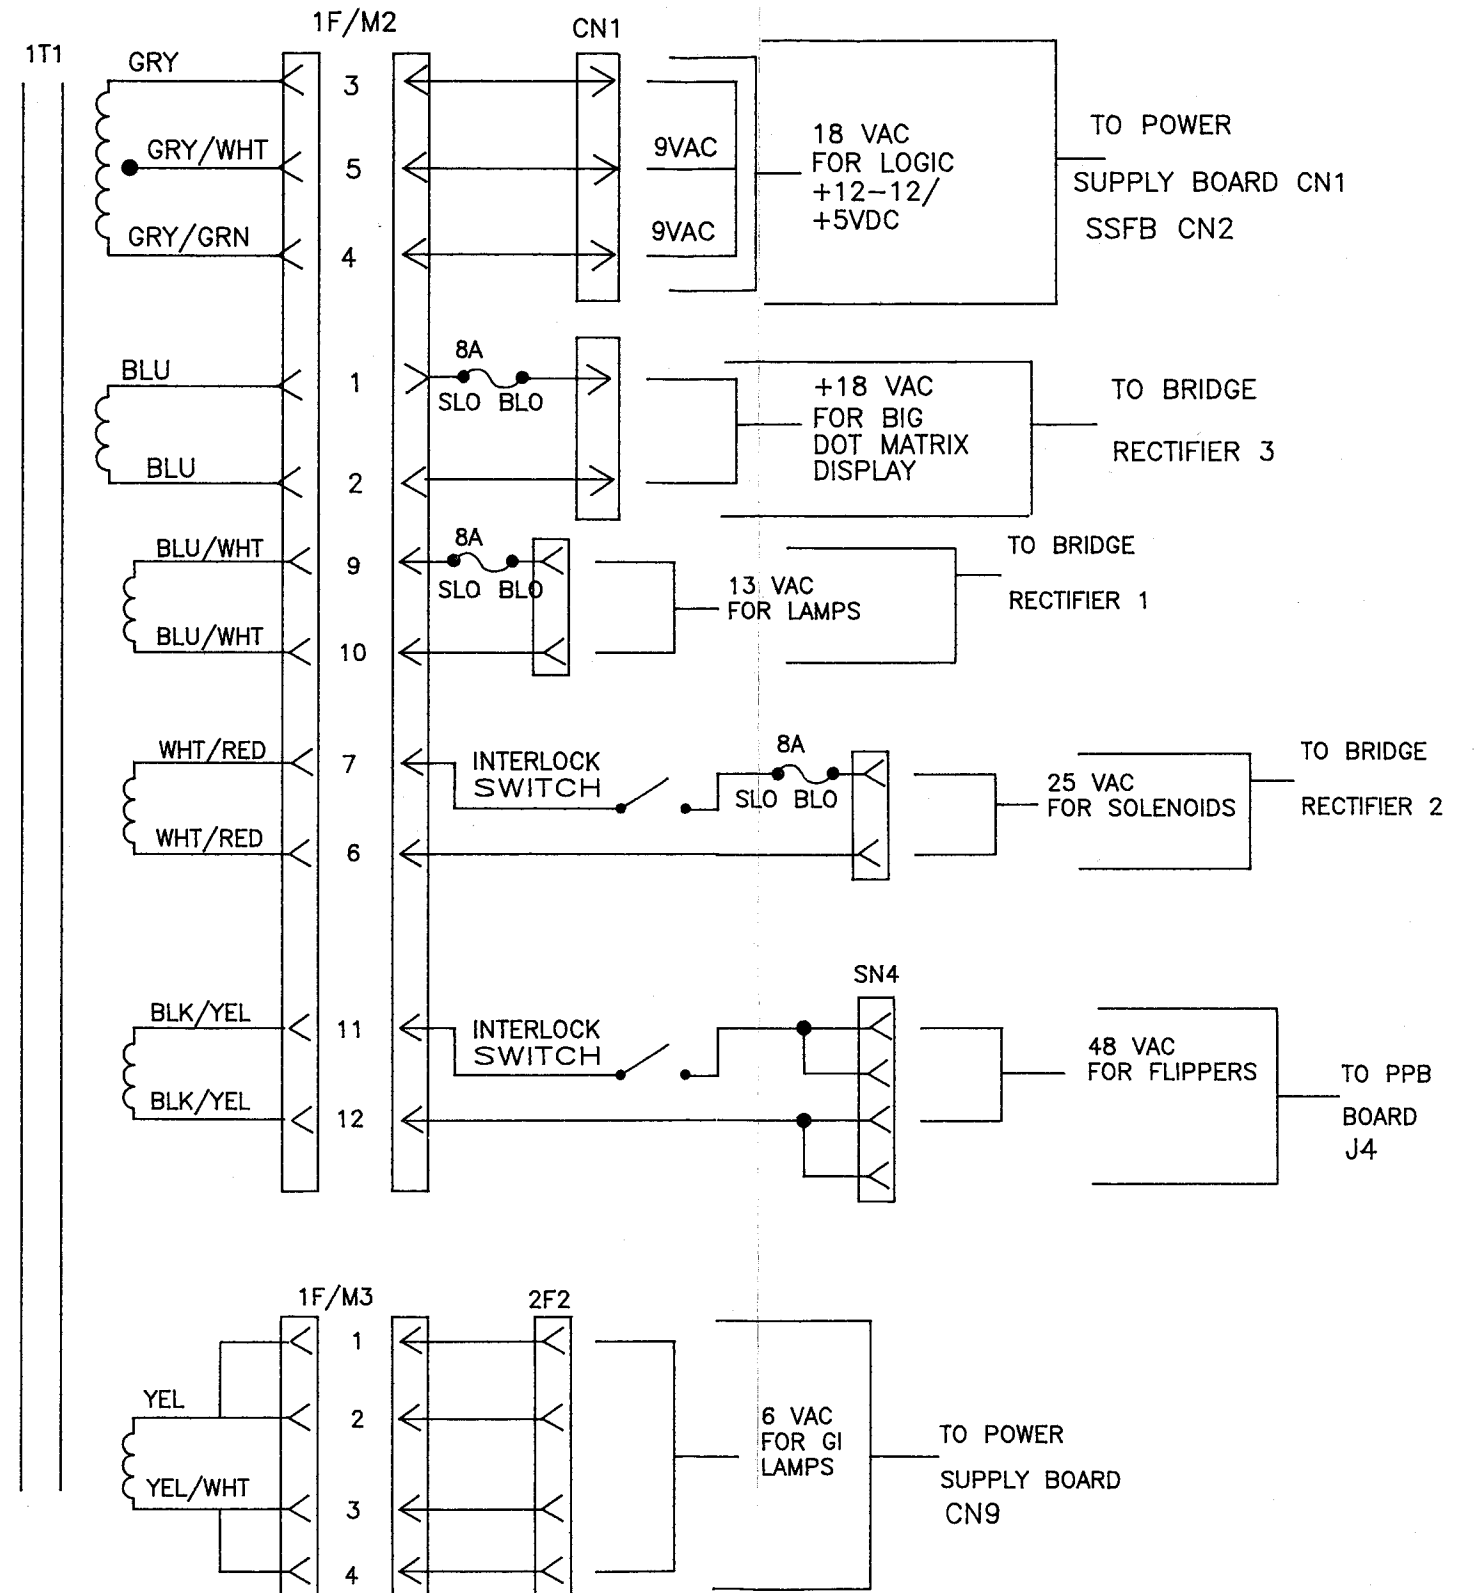 1T1
1F/M2
CN1
GRY
3
GRY/WHT
5
9VAC
GRY/GRN
4
9VAC
18 VAC
FOR LOGIC
+12-12/
+5VDC
TO POWER
SUPPLY BOARD CN1
SSFB CN2
BLU
1
8A
SLO BLO
BLU
2
+18 VAC
FOR BIG
DOT MATRIX
DISPLAY
TO BRIDGE
RECTIFIER 3
BLU/WHT
9
8A
SLO BLO
BLU/WHT
10
13 VAC
FOR LAMPS
TO BRIDGE
RECTIFIER 1
WHT/RED
7
INTERLOCK
SWITCH
8A
SLO BLO
WHT/RED
6
25 VAC
FOR SOLENOIDS
TO BRIDGE
RECTIFIER 2
SN4
BLK/YEL
11
INTERLOCK
SWITCH
BLK/YEL
12
48 VAC
FOR FLIPPERS
TO PPB
BOARD
J4
1F/M3
2F2
1
YEL
2
YEL/WHT
3
4
6 VAC
FOR GI
LAMPS
TO POWER
SUPPLY BOARD
CN9